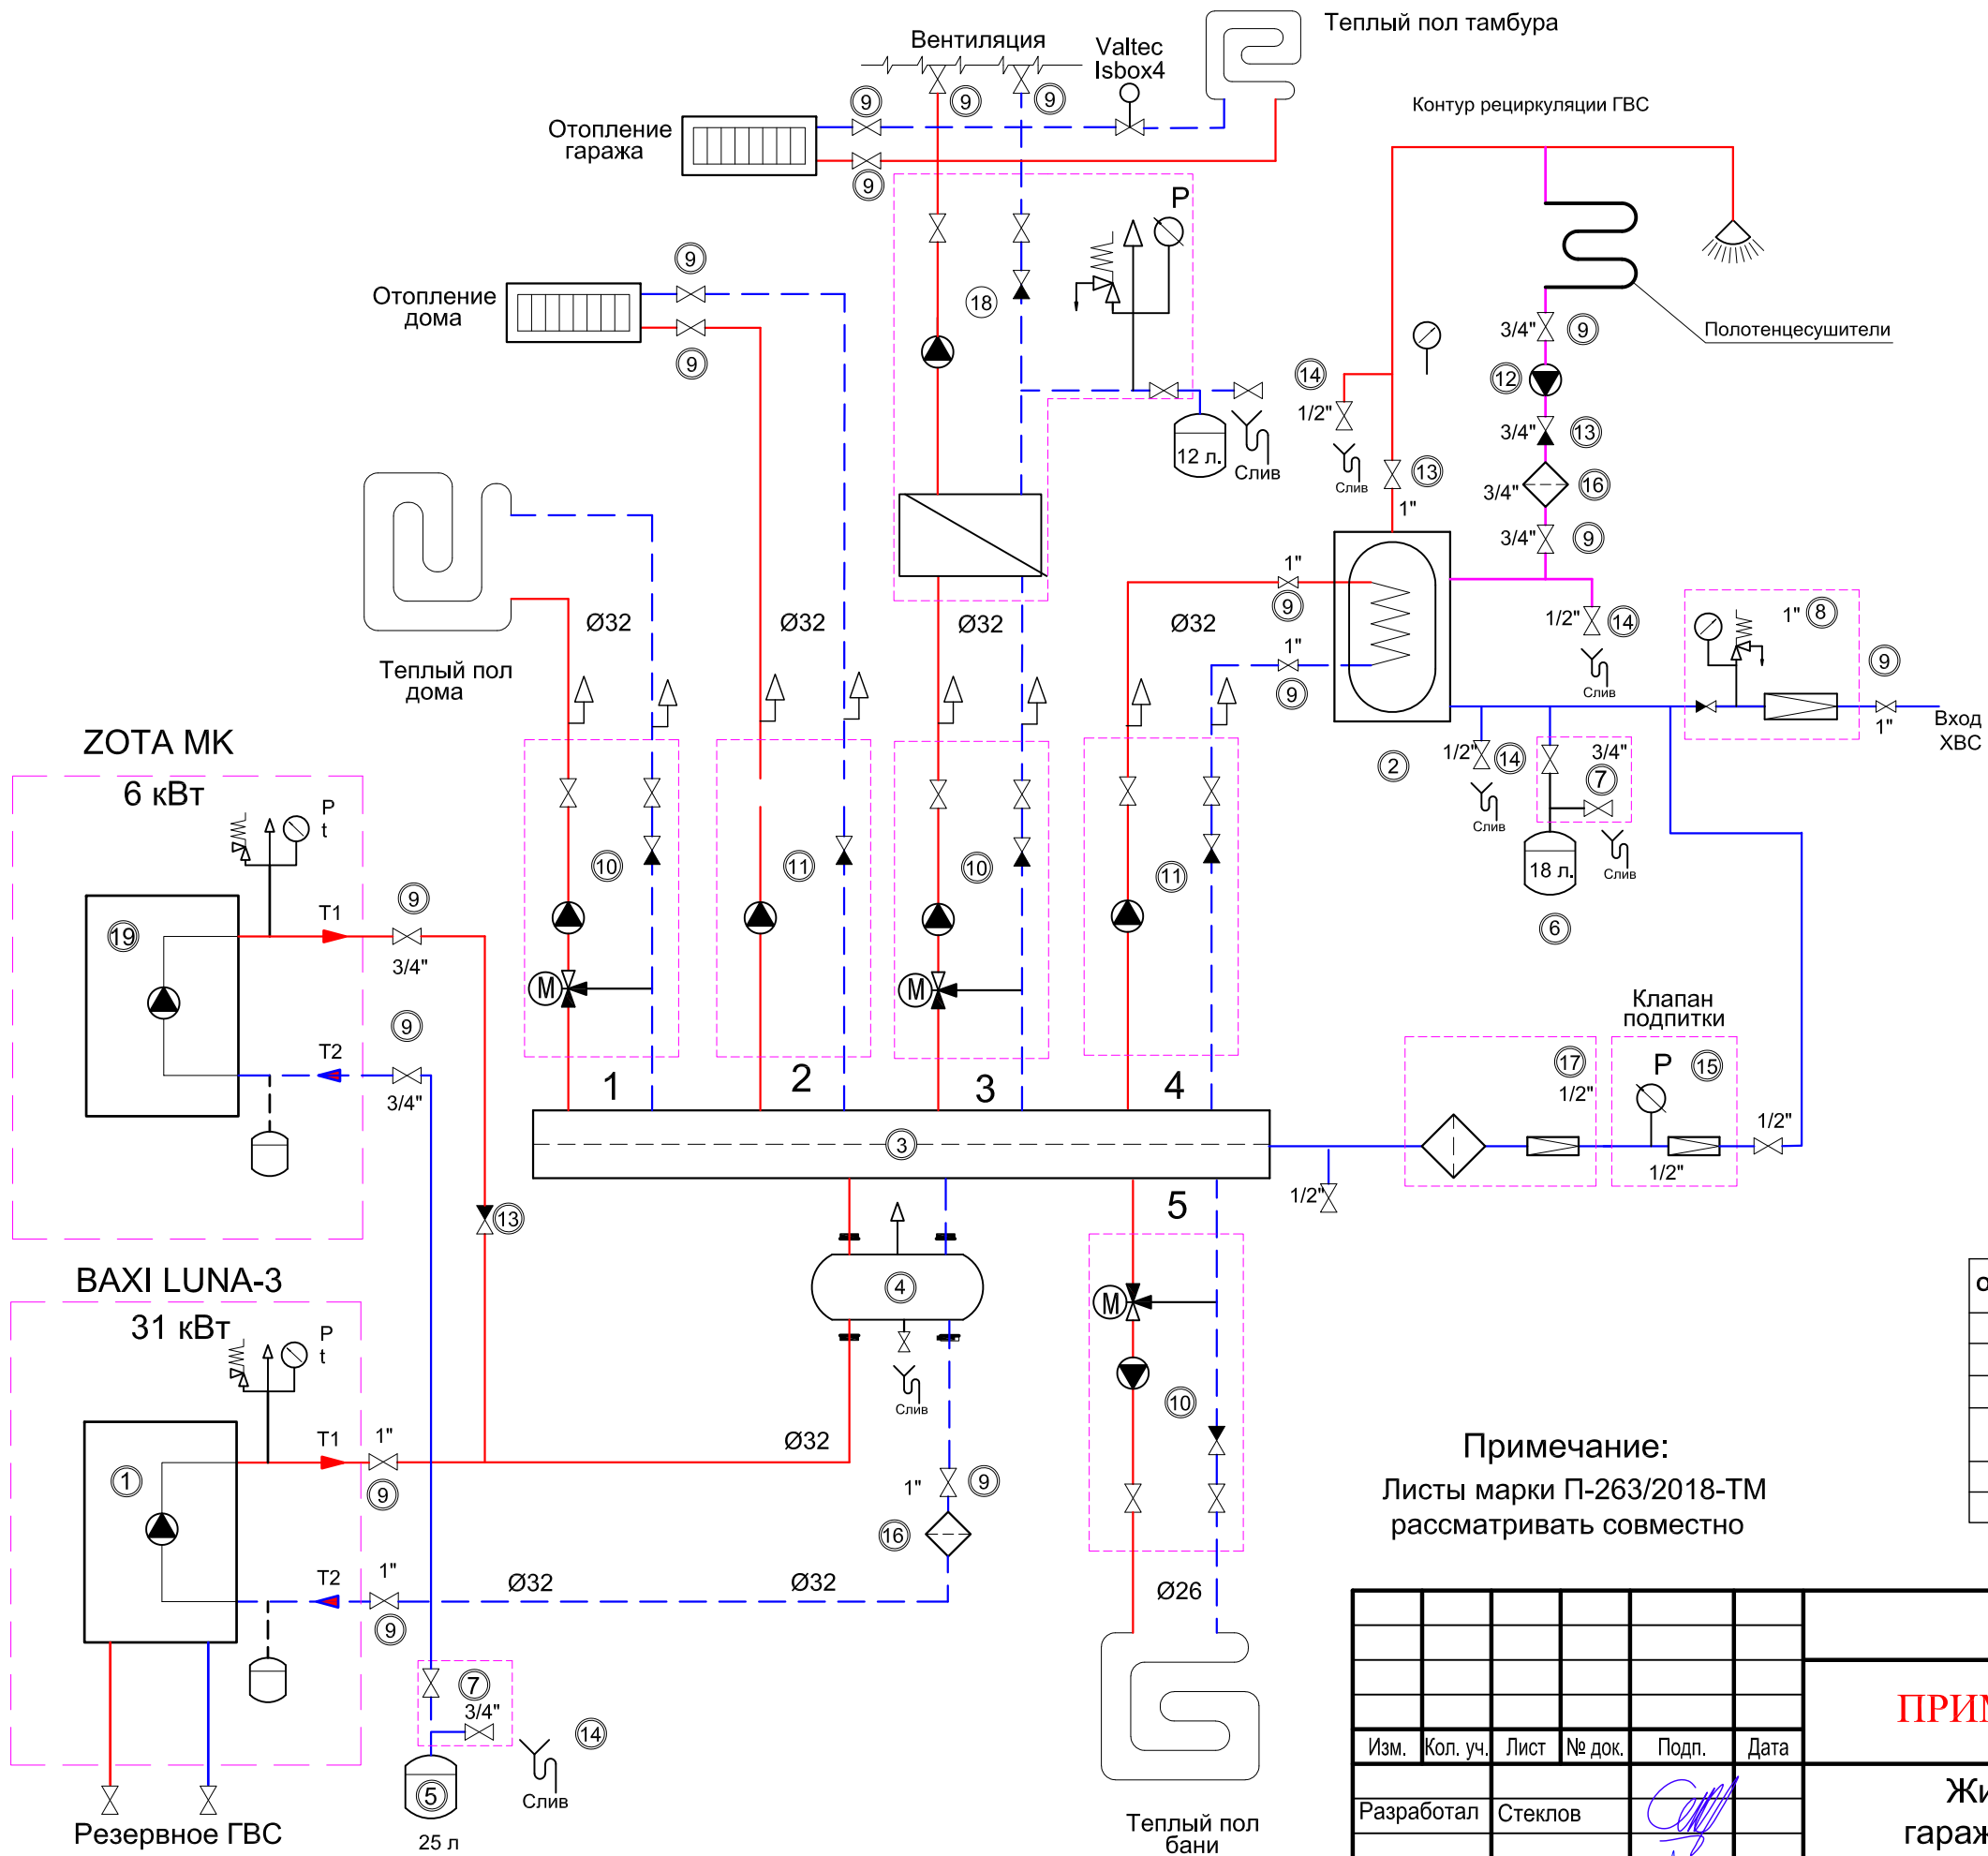 Теплый пол тамбура
Вентиляция
Valtec
Isbox4
9
9
9
Контур рециркуляции ГВС
Отопление
гаража
9
P
9
Отопление
дома
18
9
3/4"
9
Полотенцесушители
14
12
1/2"
3/4"
13
12 л.
Слив
Слив
13
3/4"
16
1"
3/4"
9
1"
9
Ø32
Ø32
Ø32
Ø32
1/2"
14
1"
8
1"
9
9
Слив
Теплый пол
дома
Вход
ХВС
1"
ZOTA MK
6 кВт
2
1/2"
14
3/4"
7
Слив
P
t
10
11
10
11
18 л.
Слив
6
19
T1
9
3/4"
M
M
9
Клапан
подпитки
T2
3/4"
1
2
3
4
17
1/2"
P
15
1/2"
3
1/2"
1/2"
5
13
BAXI LUNA-3
31 кВт
4
M
P
t
Слив
10
1
T1
1"
9
Ø32
1"
9
16
Примечание:
Листы марки П-263/2018-ТМ
рассматривать совместно
T2
1"
9
Ø32
Ø32
Ø26
7
3/4"
14
5
Слив
25 л
Резервное ГВС
Теплый пол
бани
Изм.
Кол. уч.
Лист
№ док.
Подп.
Дата
Разработал
Стеклов